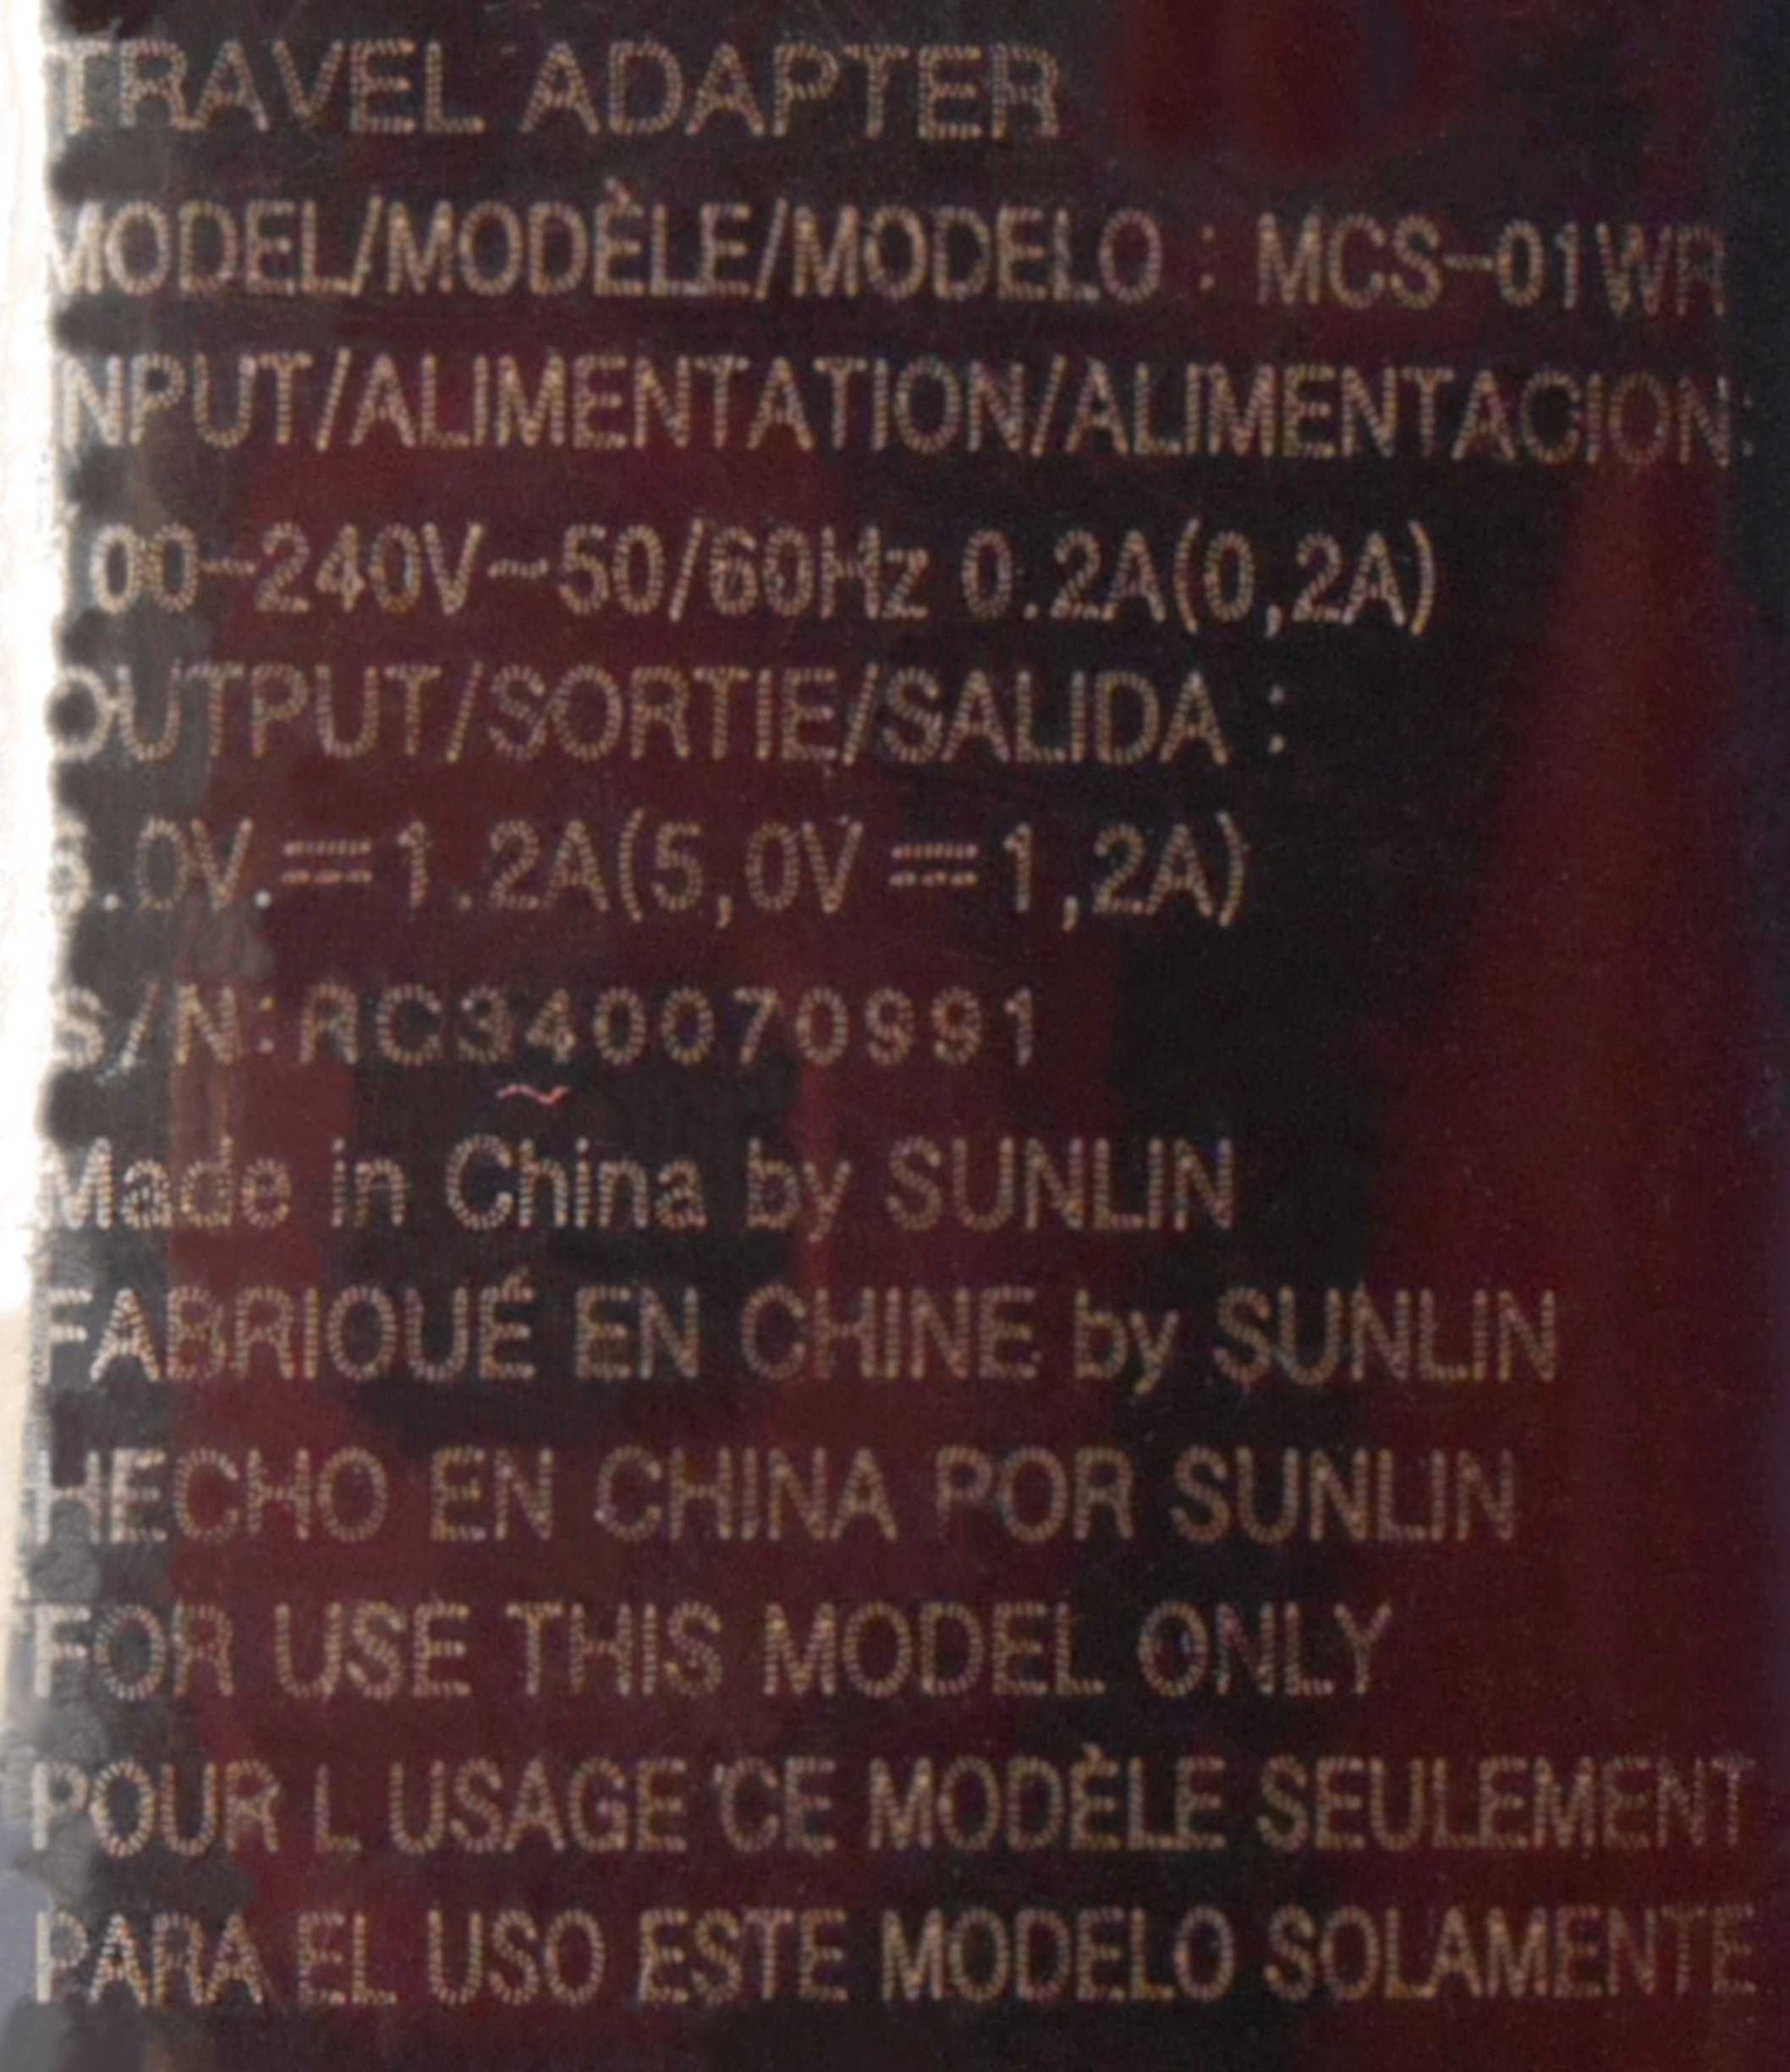 TRAVEL ADAPTER
MODEL/MODÈLE/MODELO : MCS-01WR
INPUT/ALIMENTATION/ALIMENTACION:
100-240V~50/60Hz 0.2A(0,2A)
OUTPUT/SORTIE/SALIDA :
5.0V⎓1.2A(5,0V⎓1,2A)
S/N:RC340070991
Made in China by SUNLIN
FABRIQUÉ EN CHINE by SUNLIN
HECHO EN CHINA POR SUNLIN
FOR USE THIS MODEL ONLY
POUR L USAGE CE MODÈLE SEULEMENT
PARA EL USO ESTE MODELO SOLAMENTE